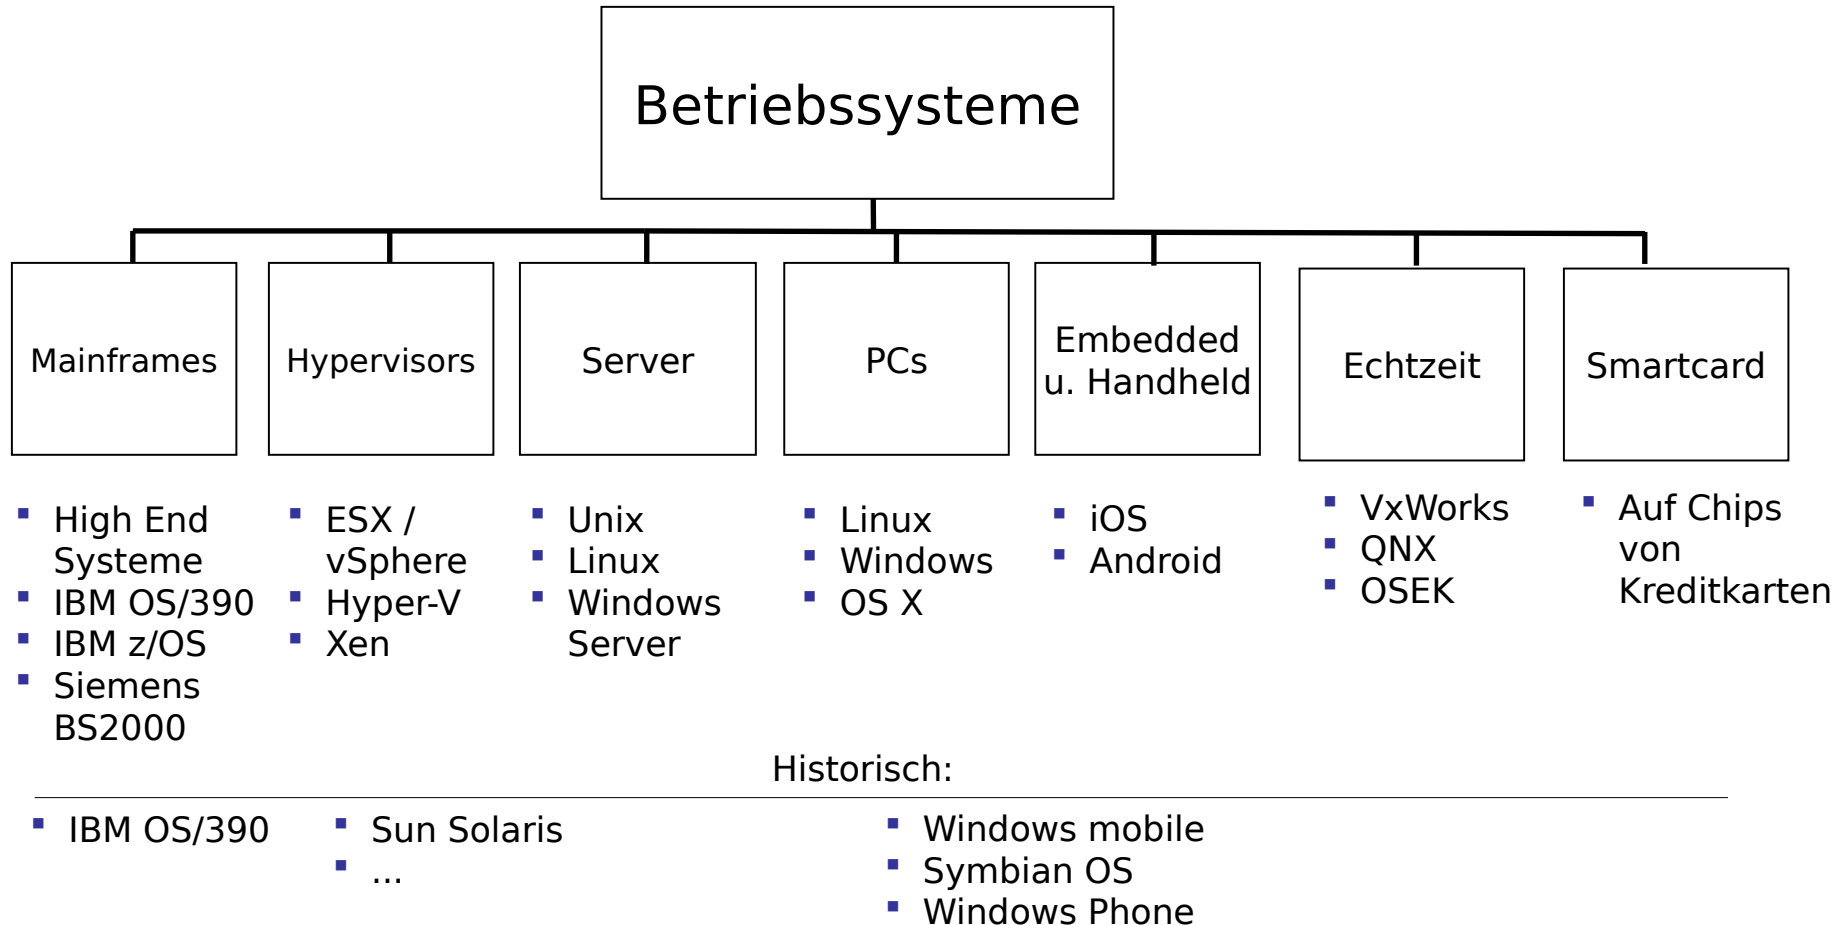 Betriebssysteme
Mainframes
Hypervisors
Server
PCs
Embedded
u. Handheld
Echtzeit
Smartcard
High End
Systeme
IBM OS/390
IBM z/OS
Siemens
BS2000
ESX /
vSphere
Hyper-V
Xen
Unix
Linux
Windows
Server
Linux
Windows
OS X
iOS
Android
VxWorks
QNX
OSEK
Auf Chips
von
Kreditkarten
Historisch:
IBM OS/390
Sun Solaris
...
Windows mobile
Symbian OS
Windows Phone